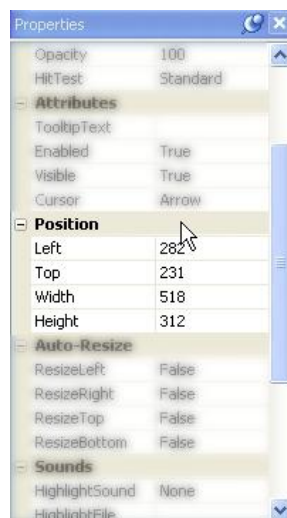 Properties
Opacity 100
HitTest Standard
Attributes
TooltipText
Enabled True
Visible True
Cursor Arrow
Position
Left 282
Top 231
Width 518
Height 312
Auto-Resize
ResizeLeft False
ResizeRight False
ResizeTop False
ResizeBottom False
Sounds
HighlightSound None
HighlightFile